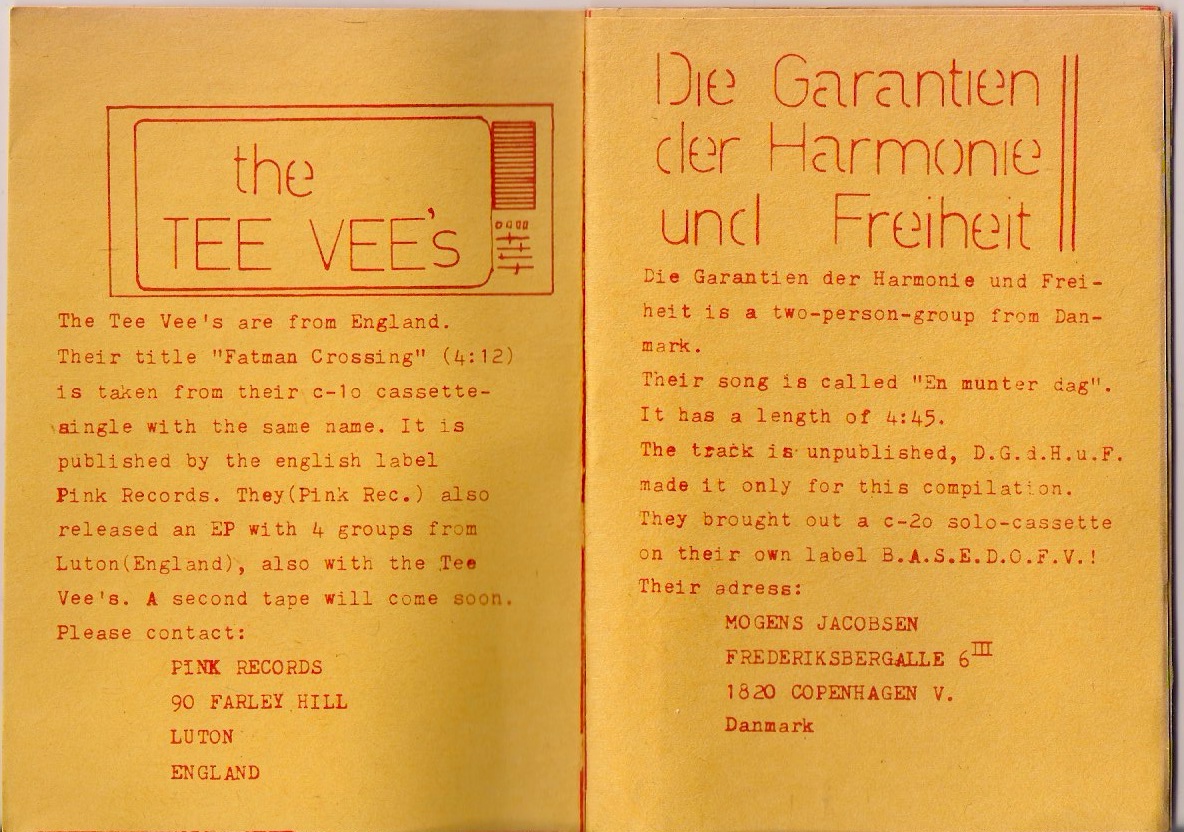 the
TEE VEE's
The Tee Vee's are from England.
Their title "Fatman Crossing" (4:12)
is taken from their c-1o cassette-
single with the same name. It is
published by the english label
Pink Records. They(Pink Rec.) also
released an EP with 4 groups from
Luton(England), also with the Tee
Vee's. A second tape will come soon.
Please contact:
PINK RECORDS
90 FARLEY HILL
LUTON
ENGLAND
Die Garantien
der Harmonie
und Freiheit
Die Garantien der Harmonie und Frei-
heit is a two-person-group from Dan-
mark.
Their song is called "En munter dag".
It has a length of 4:45.
The track is unpublished, D.G.d.H.u.F.
made it only for this compilation.
They brought out a c-2o solo-cassette
on their own label B.A.S.E.D.O.F.V.!
Their adress:
MOGENS JACOBSEN
FREDERIKSBERGALLE 6III
1820 COPENHAGEN V.
Danmark